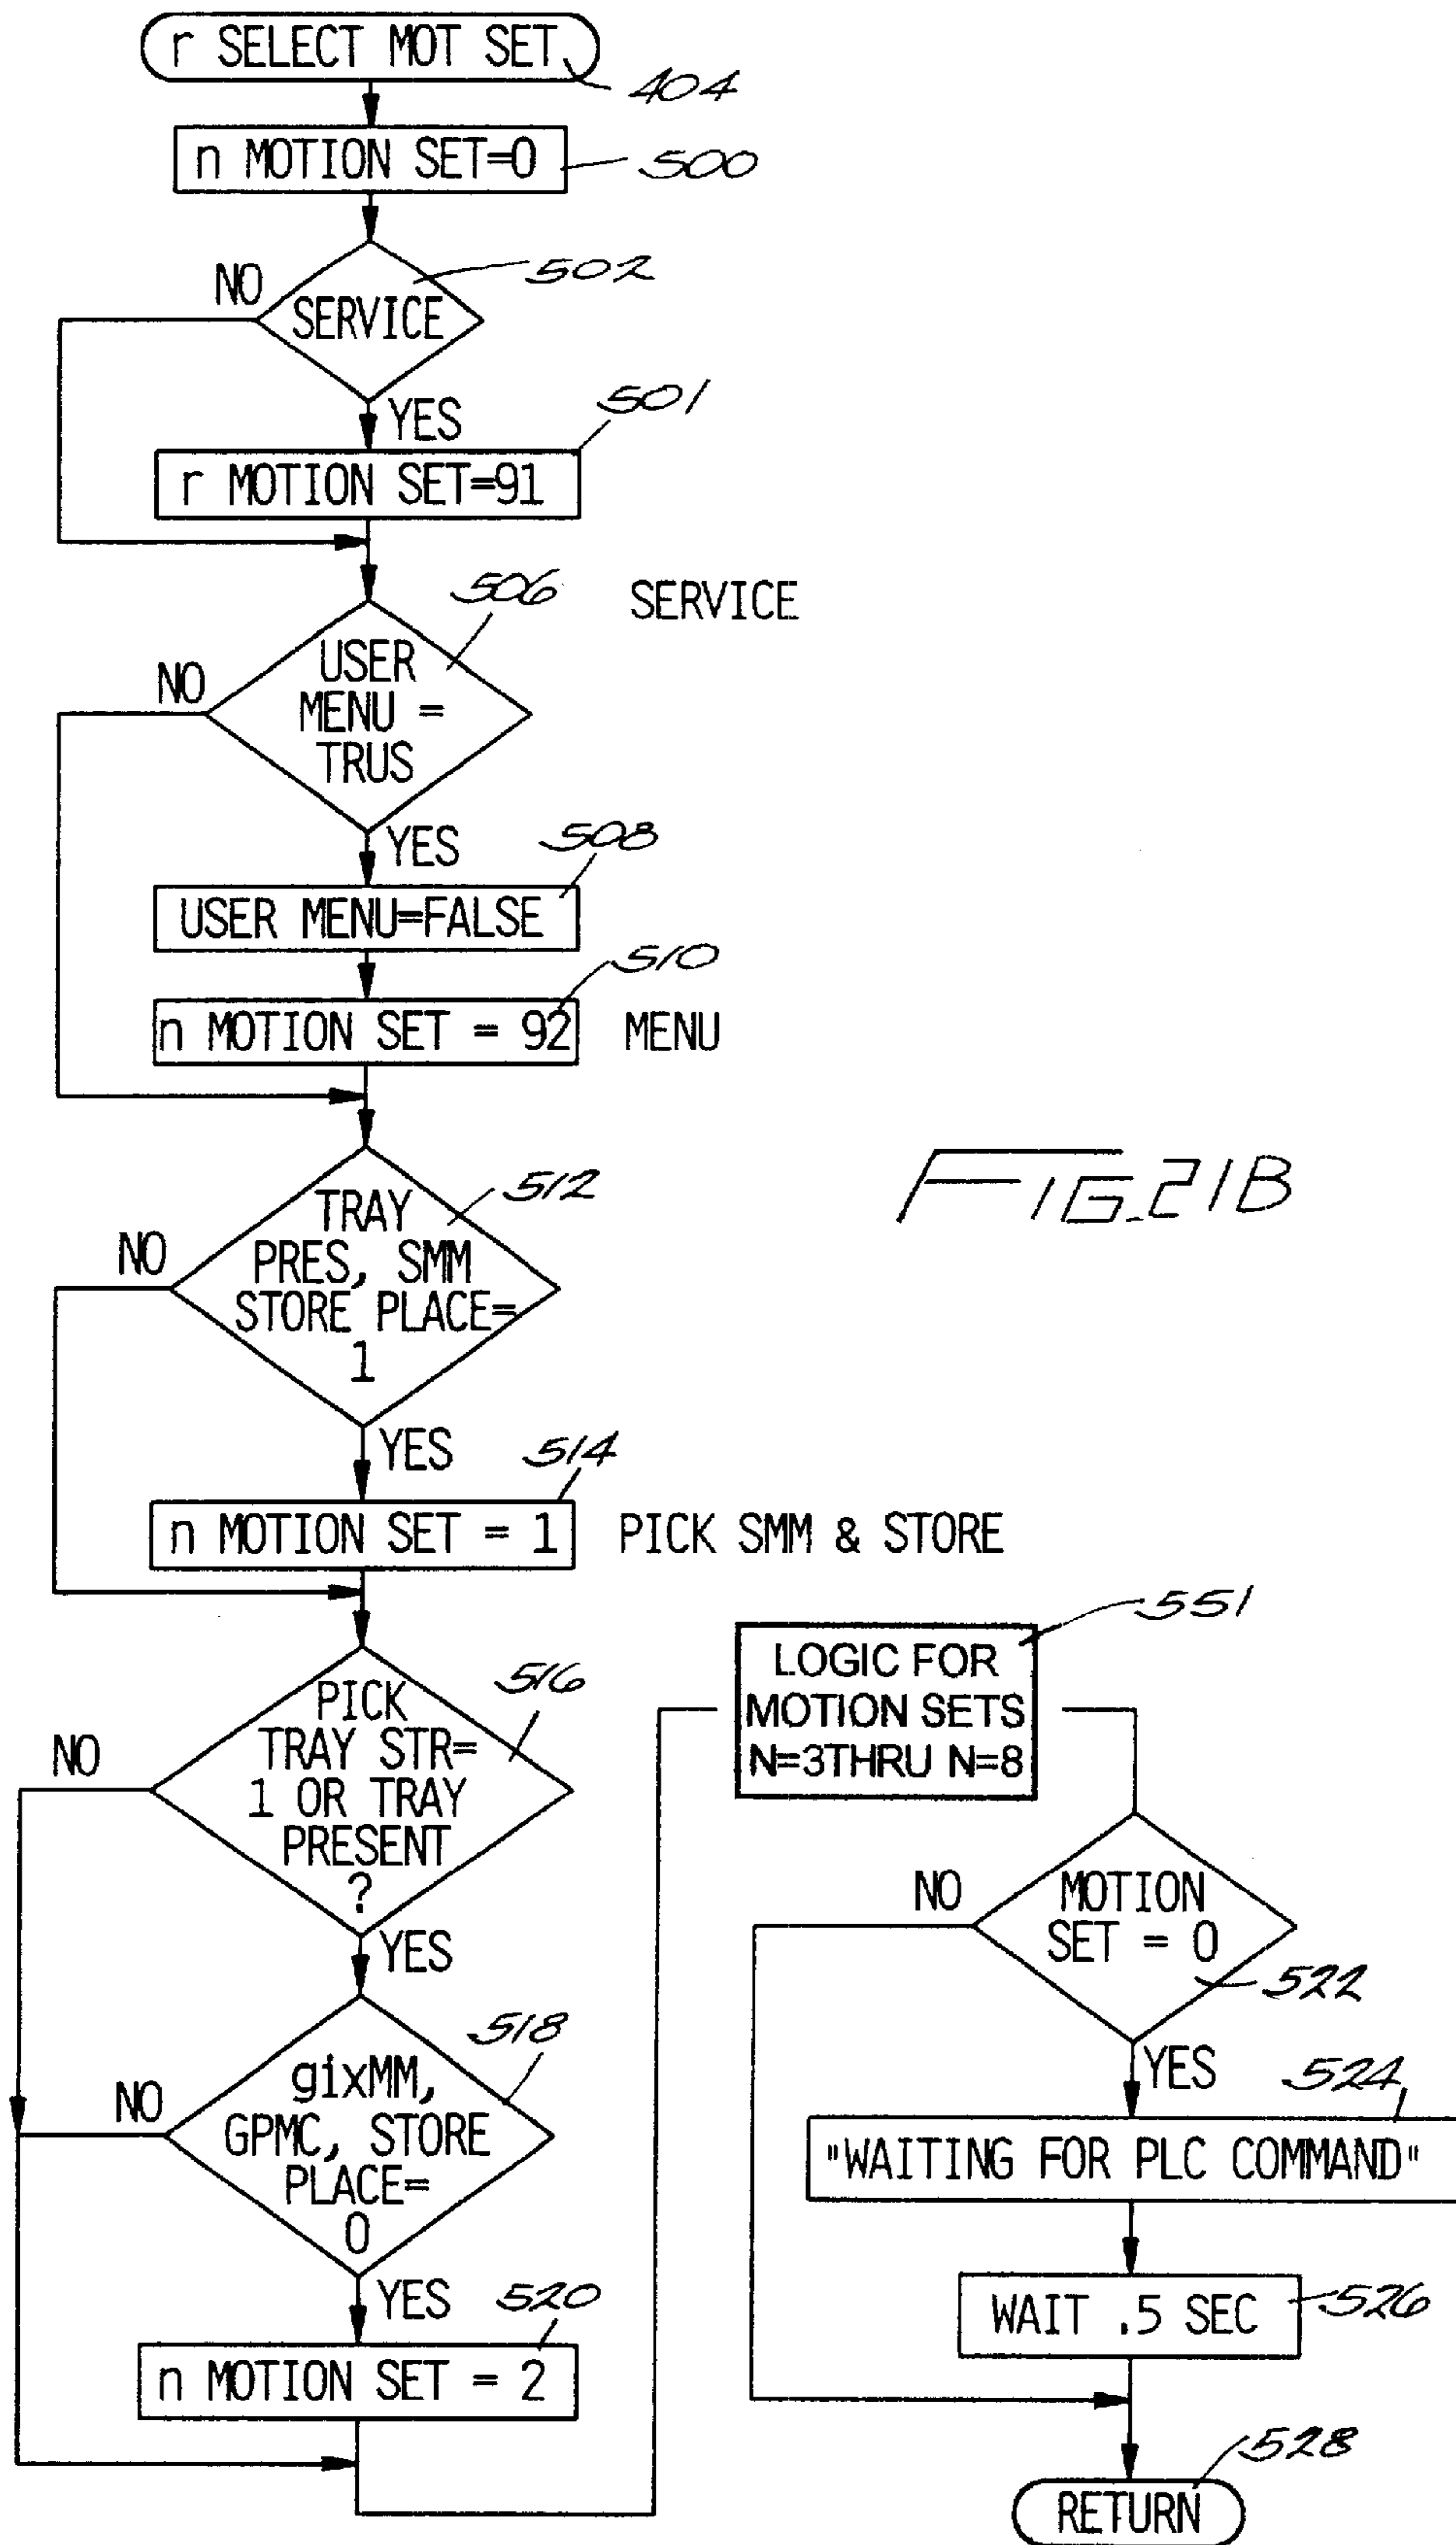 r SELECT MOT SET
404
n MOTION SET=0
500
NO
SERVICE
502
YES
501
r MOTION SET=91
506
SERVICE
NO
USER
MENU =
TRUS
YES
508
USER MENU=FALSE
510
n MOTION SET = 92
MENU
NO
TRAY
PRES, SMM
STORE PLACE=
1
512
FIG. 21B
YES
514
n MOTION SET = 1
PICK SMM & STORE
NO
PICK
TRAY STR=
1 OR TRAY
PRESENT
?
516
YES
NO
gixMM,
GPMC, STORE
PLACE=
0
518
YES
520
n MOTION SET = 2
551
LOGIC FOR
MOTION SETS
N=3THRU N=8
NO
MOTION
SET = 0
522
YES
524
"WAITING FOR PLC COMMAND"
WAIT .5 SEC
526
528
RETURN